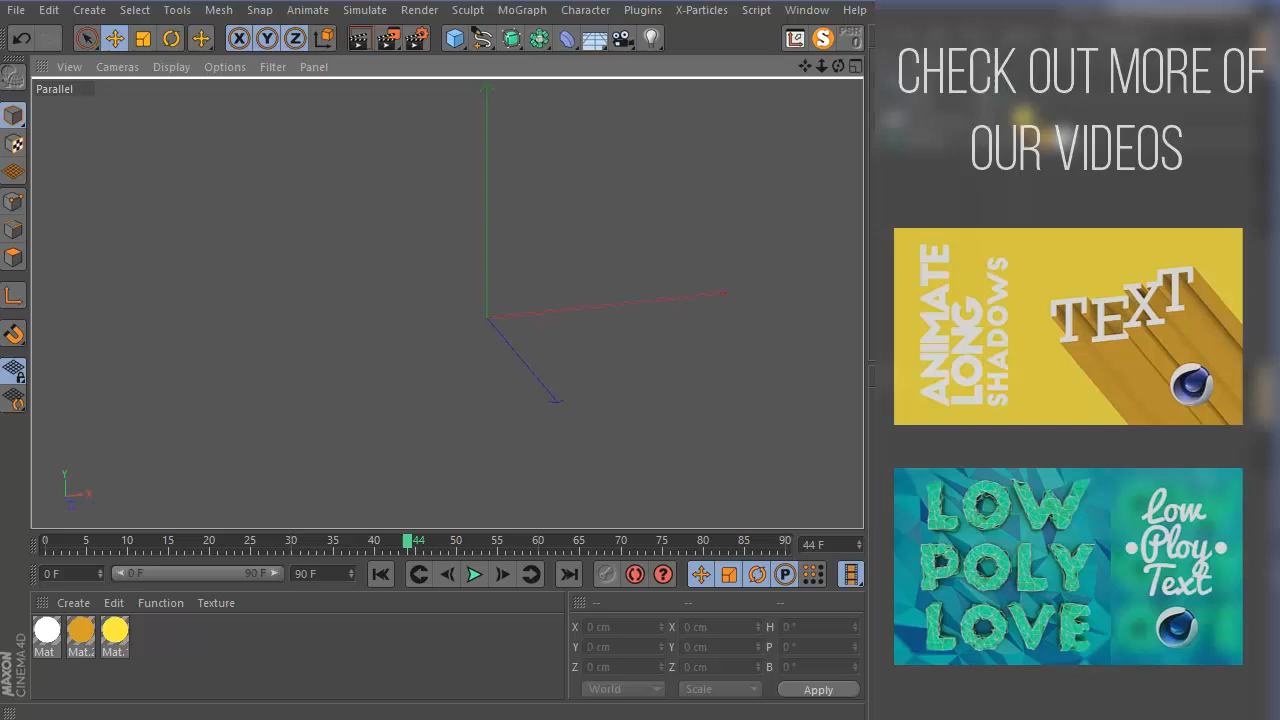 File Edit Create Select Tools Mesh Snap Animate Simulate Render Sculpt MoGraph Character Plugins X-Particles Script Window Help
X Y Z PSR 0
View Cameras Display Options Filter Panel
Parallel
Y
X
Z
0 5 10 15 20 25 30 35 40 44 50 55 60 65 70 75 80 85 90 44 F
0 F 0 F 90 F 90 F
Create Edit Function Texture
-- -- --
Mat Mat.2 Mat.
X 0 cm X 0 cm H 0 °
Y 0 cm Y 0 cm P 0 °
Z 0 cm Z 0 cm B 0 °
World Scale Apply
MAXON
CINEMA 4D
CHECK OUT MORE OF
OUR VIDEOS
ANIMATE
LONG
SHADOWS
TEXT
LOW
POLY
LOVE
Low
Ploy
Text